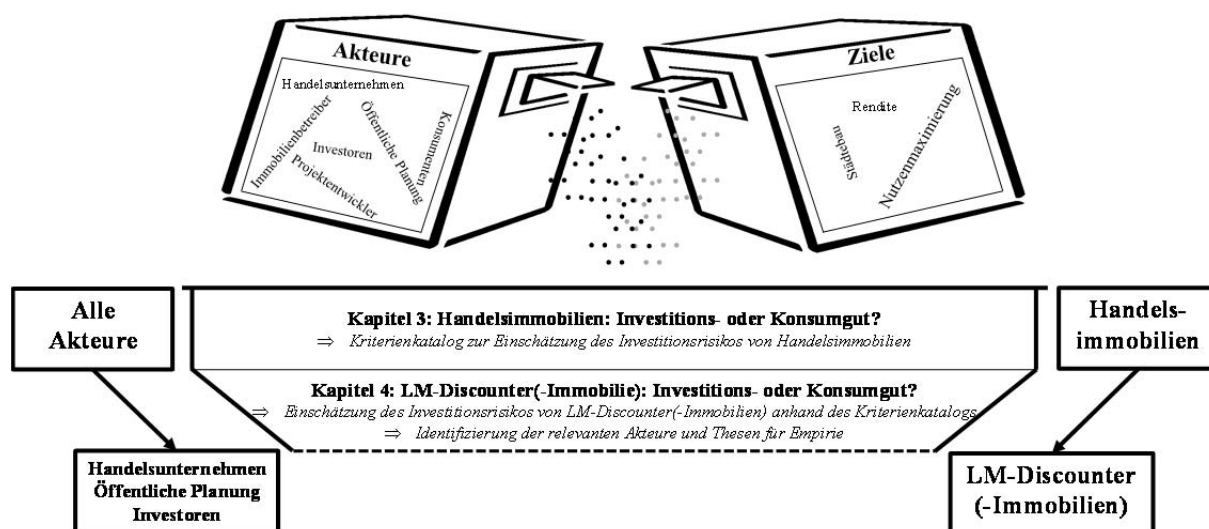 Akteure
Handelsunternehmen
Immobilienbetreiber
Öffentliche Planung
Konsumenten
Investoren
Projektentwickler
Ziele
Rendite
Städtebau
Nutzenmaximierung
Alle
Akteure
Kapitel 3: Handelsimmobilien: Investitions- oder Konsumgut?
⇒ Kriterienkatalog zur Einschätzung des Investitionsrisikos von Handelsimmobilien
Handels-
immobilien
Kapitel 4: LM-Discounter(-Immobilie): Investitions- oder Konsumgut?
⇒ Einschätzung des Investitionsrisikos von LM-Discounter(-Immobilien) anhand des Kriterienkatalogs
⇒ Identifizierung der relevanten Akteure und Thesen für Empirie
Handelsunternehmen
Öffentliche Planung
Investoren
LM-Discounter
(-Immobilien)